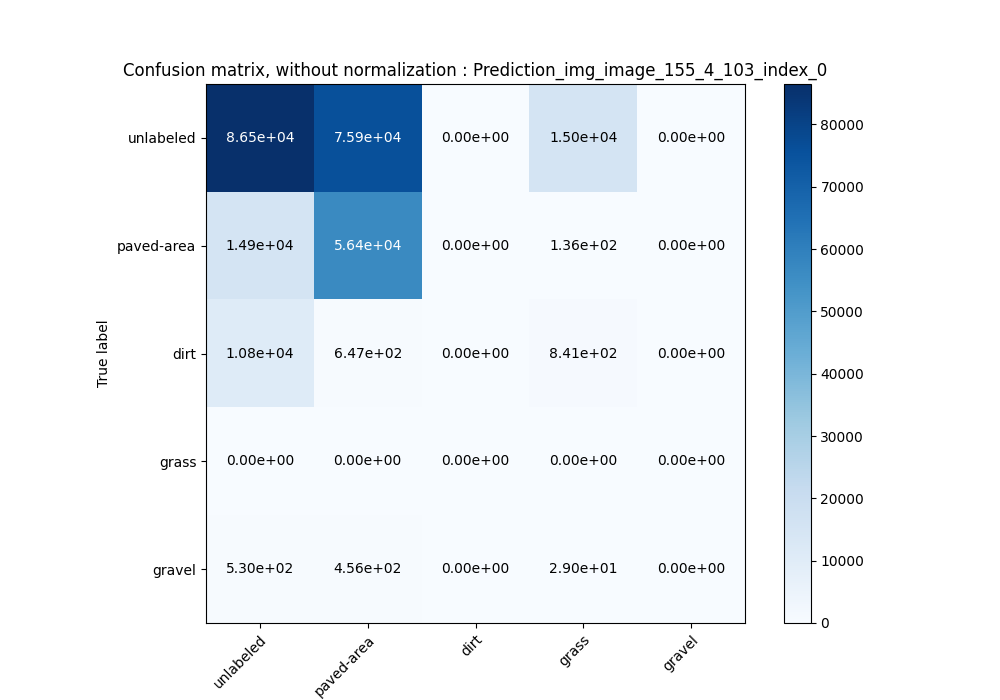 Confusion matrix, without normalization : Prediction_img_image_155_4_103_index_0
unlabeled 8.65e+04 7.59e+04 0.00e+00 1.50e+04 0.00e+00
paved-area 1.49e+04 5.64e+04 0.00e+00 1.36e+02 0.00e+00
dirt 1.08e+04 6.47e+02 0.00e+00 8.41e+02 0.00e+00
grass 0.00e+00 0.00e+00 0.00e+00 0.00e+00 0.00e+00
gravel 5.30e+02 4.56e+02 0.00e+00 2.90e+01 0.00e+00
True label
unlabeled paved-area dirt grass gravel
80000
70000
60000
50000
40000
30000
20000
10000
0